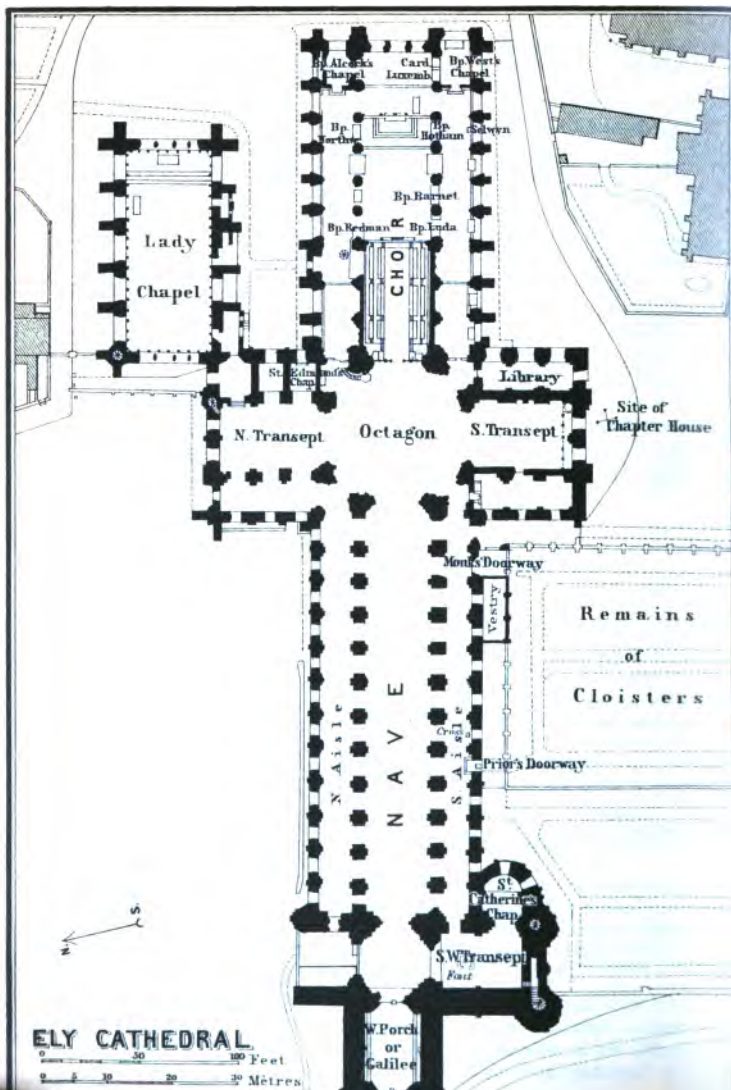 Bp. Alcock's
Chapel
Card.
Luxemb.
Bp. West's
Chapel
Bp.
Bp.
Hotham
Selwyn
Bp. Barnet
Bp. Redman
Bp. Luda
CHOIR
Lady
Chapel
St. Edmund's
Chap.
Library
N. Transept
Octagon
S. Transept
Site of
Chapter House
Monks' Doorway
Vestry
Remains
of
Cloisters
N. Aisle
NAVE
S. Aisle
Prior's Doorway
St.
Catherine's
Chap.
N.
S.
S.W. Transept
Font
W. Porch
or
Galilee
ELY CATHEDRAL
0 50 100 Feet
0 10 20 30 Mètres